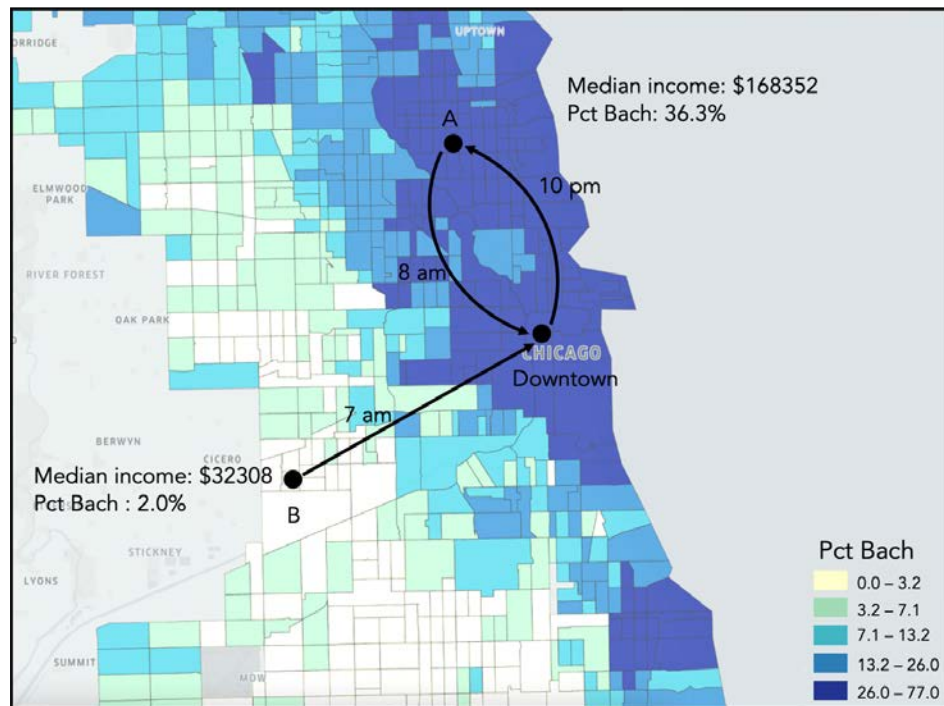 ORRIDGE
UPTOWN
Median income: $168352
Pct Bach: 36.3%
A
10 pm
ELMWOOD
PARK
RIVER FOREST
8 am
OAK PARK
CHICAGO
Downtown
7 am
BERWYN
CICERO
Median income: $32308
Pct Bach : 2.0%
B
STICKNEY
LYONS
SUMMIT
MDW
Pct Bach
0.0 – 3.2
3.2 – 7.1
7.1 – 13.2
13.2 – 26.0
26.0 – 77.0